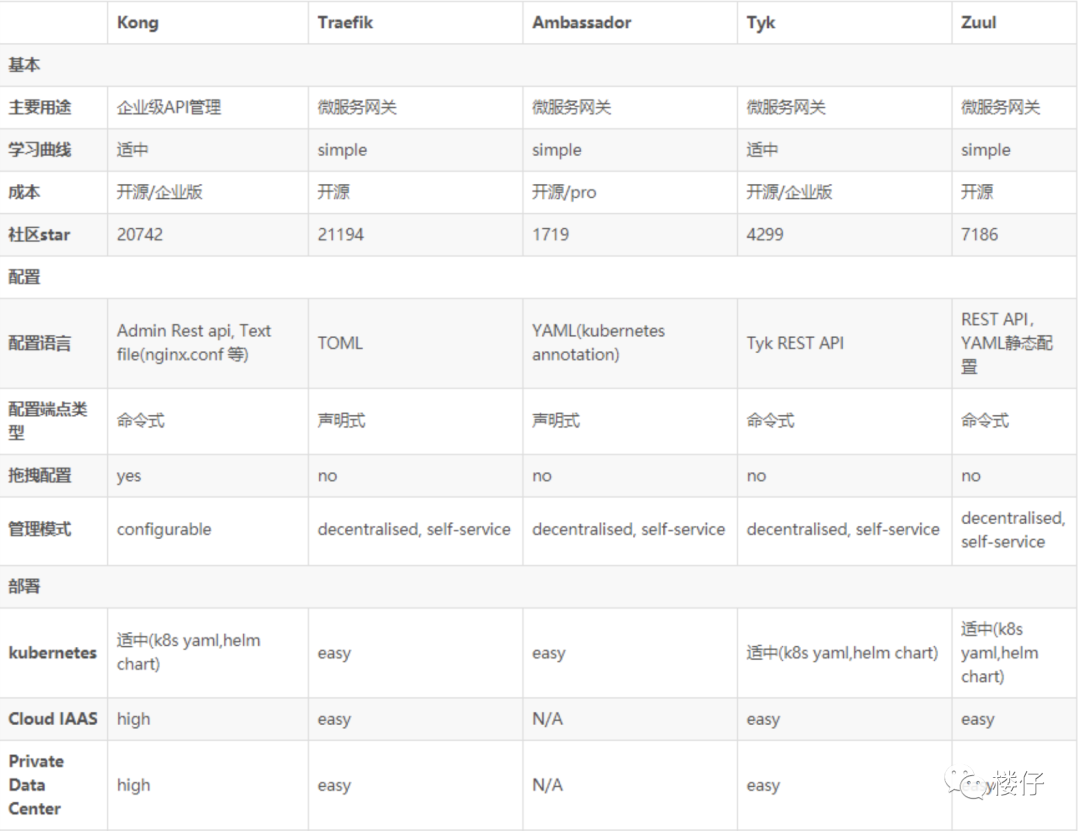 Kong Traefik Ambassador Tyk Zuul
基本
主要用途 企业级API管理 微服务网关 微服务网关 微服务网关 微服务网关
学习曲线 适中 simple simple 适中 simple
成本 开源/企业版 开源 开源/pro 开源/企业版 开源
社区star 20742 21194 1719 4299 7186
配置
配置语言 Admin Rest api, Text file(nginx.conf 等) TOML YAML(kubernetes annotation) Tyk REST API REST API, YAML静态配置
配置端点类型 命令式 声明式 声明式 命令式 命令式
拖拽配置 yes no no no no
管理模式 configurable decentralised, self-service decentralised, self-service decentralised, self-service decentralised, self-service
部署
kubernetes 适中(k8s yaml,helm chart) easy easy 适中(k8s yaml,helm chart) 适中(k8s yaml,helm chart)
Cloud IAAS high easy N/A easy easy
Private Data Center high easy N/A easy
楼仔